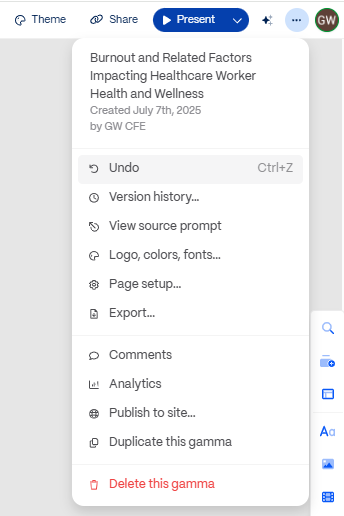 Theme Share Present GW
Burnout and Related Factors
Impacting Healthcare Worker
Health and Wellness
Created July 7th, 2025
by GW CFE
Undo Ctrl+Z
Version history...
View source prompt
Logo, colors, fonts...
Page setup...
Export...
Comments
Analytics
Publish to site...
Aa
Duplicate this gamma
Delete this gamma